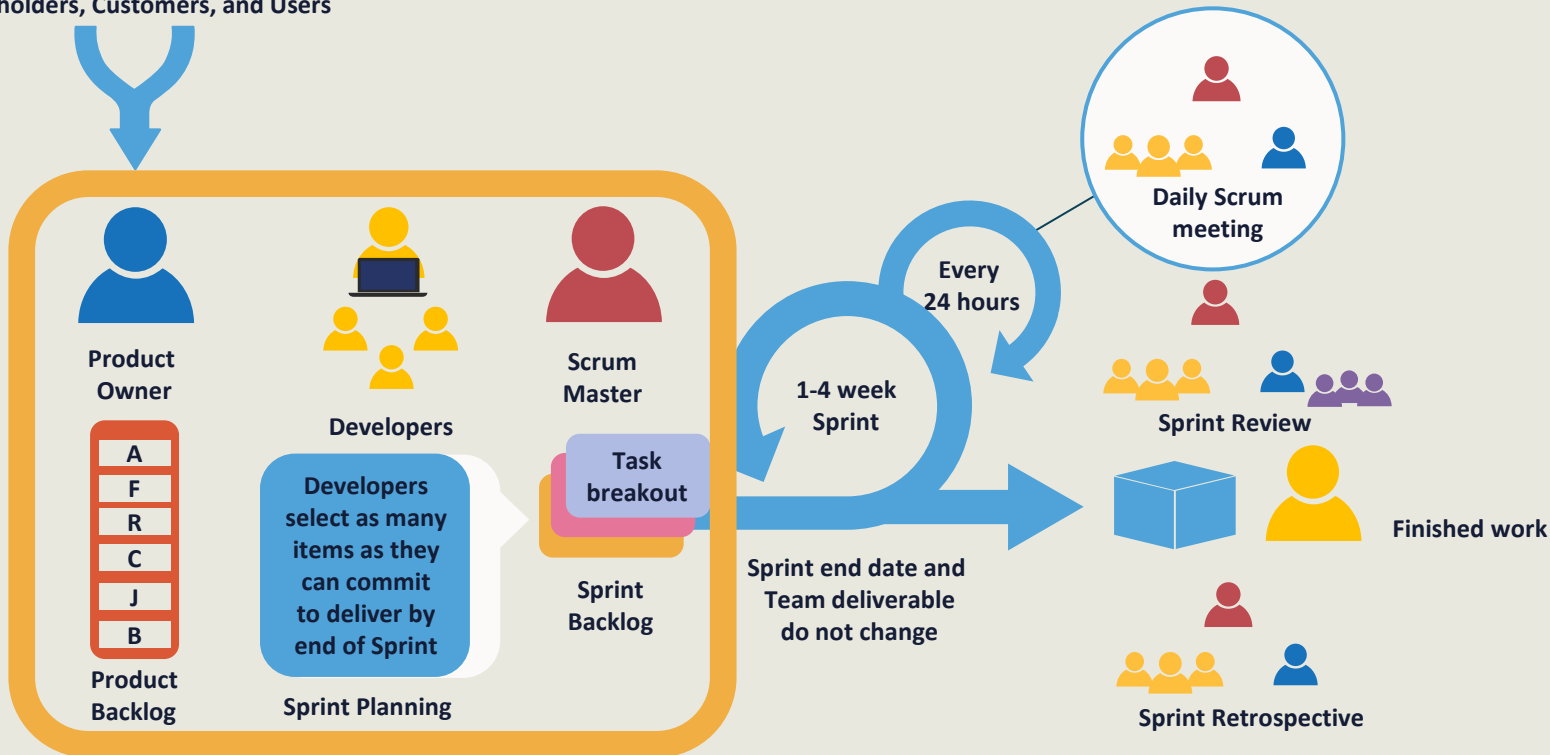 holders, Customers, and Users
Product
Owner
A
F
R
C
J
B
Product
Backlog
Developers
Developers
select as many
items as they
can commit
to deliver by
end of Sprint
Sprint Planning
Scrum
Master
Task
breakout
Sprint
Backlog
1-4 week
Sprint
Every
24 hours
Sprint end date and
Team deliverable
do not change
Daily Scrum
meeting
Sprint Review
Finished work
Sprint Retrospective